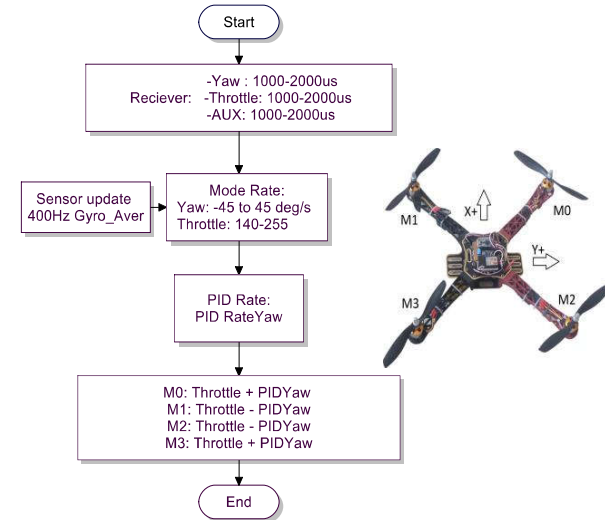 Start
-Yaw : 1000-2000us
Reciever: -Throttle: 1000-2000us
-AUX: 1000-2000us
Sensor update
400Hz Gyro_Aver
Mode Rate:
Yaw: -45 to 45 deg/s
Throttle: 140-255
PID Rate:
PID RateYaw
M0: Throttle + PIDYaw
M1: Throttle - PIDYaw
M2: Throttle - PIDYaw
M3: Throttle + PIDYaw
End
X+
M1
M0
Y+
M3
M2